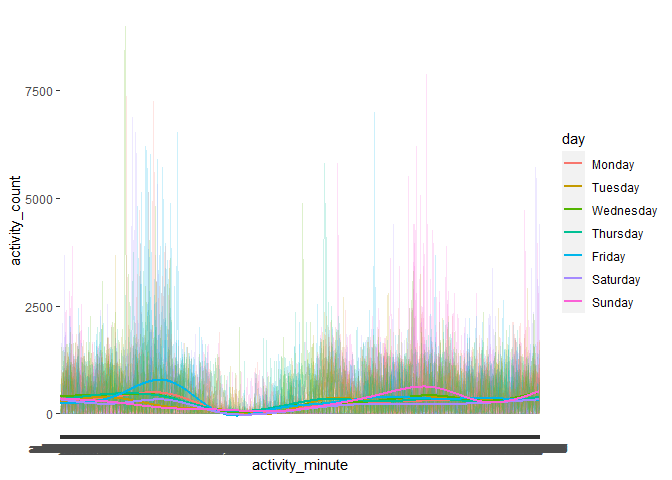 7500
5000
2500
0
activity_count
activity_minute
day
Monday
Tuesday
Wednesday
Thursday
Friday
Saturday
Sunday